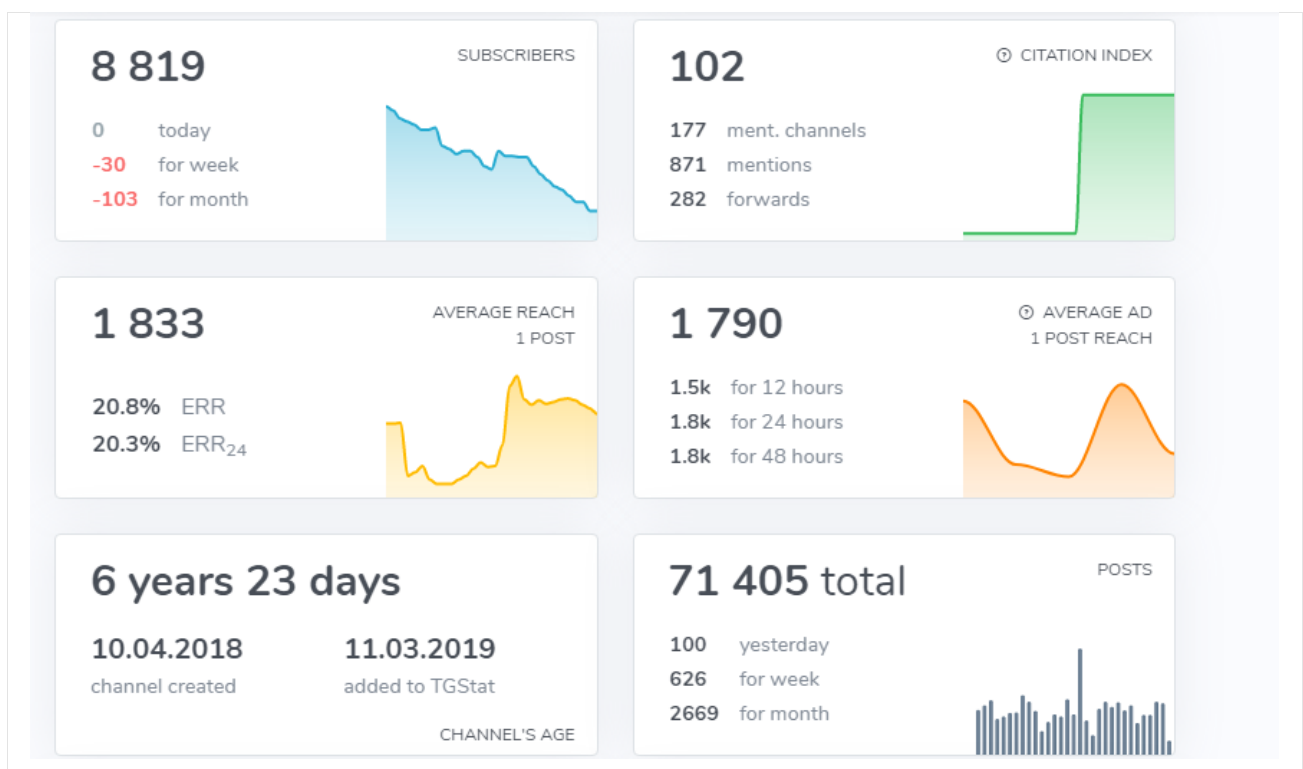 8 819
SUBSCRIBERS
0 today
-30 for week
-103 for month
102
CITATION INDEX
177 ment. channels
871 mentions
282 forwards
1 833
AVERAGE REACH
1 POST
20.8% ERR
20.3% ERR24
1 790
AVERAGE AD
1 POST REACH
1.5k for 12 hours
1.8k for 24 hours
1.8k for 48 hours
6 years 23 days
10.04.2018
channel created
11.03.2019
added to TGStat
CHANNEL'S AGE
71 405 total
POSTS
100 yesterday
626 for week
2669 for month